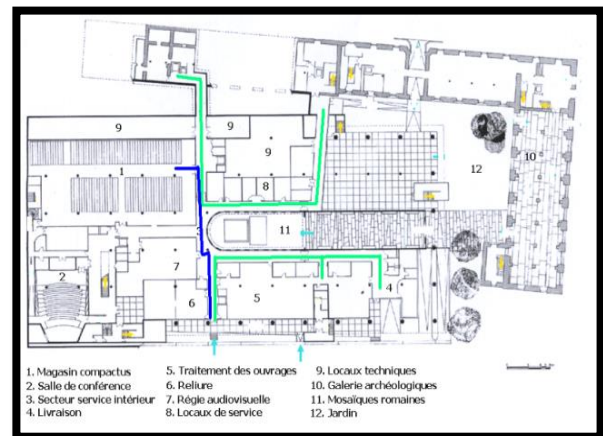 9
9
9
1
8
12
10
11
2
7
3
6
5
4
1. Magasin compactus
2. Salle de conférence
3. Secteur service intérieur
4. Livraison
5. Traitement des ouvrages
6. Reliure
7. Régie audiovisuelle
8. Locaux de service
9. Locaux techniques
10. Galerie archéologiques
11. Mosaïques romaines
12. Jardin